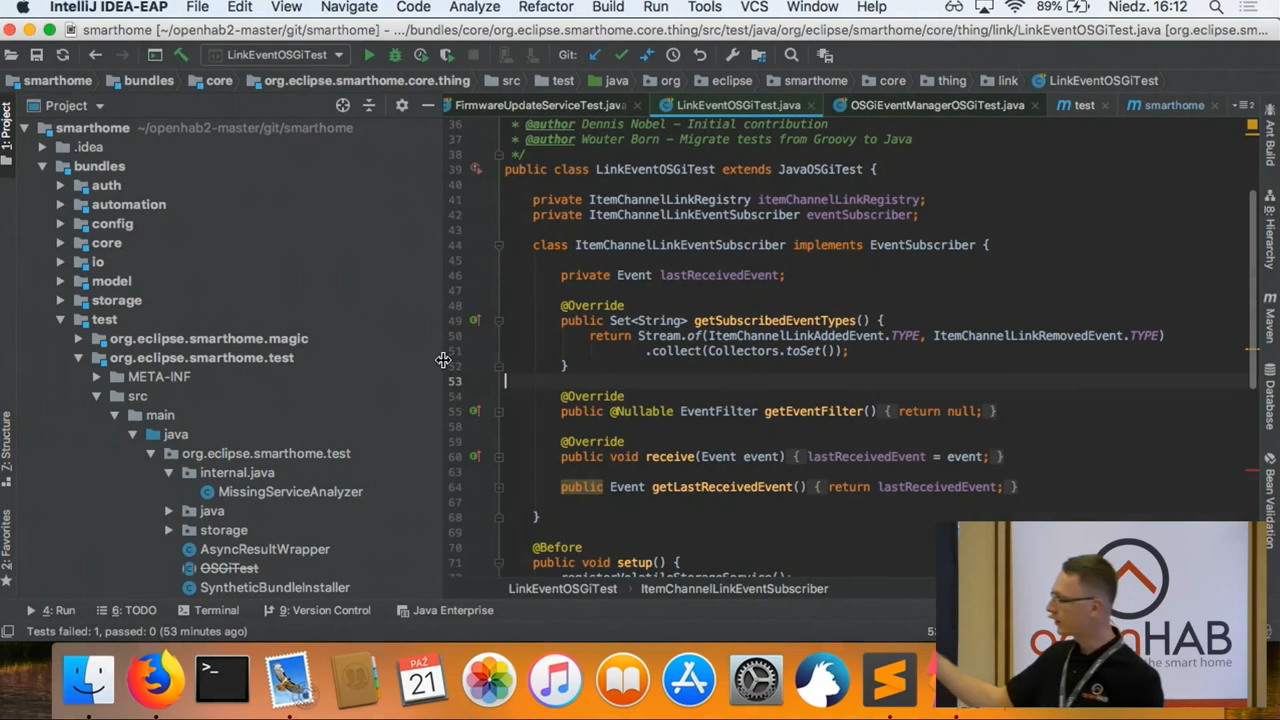 IntelliJ IDEA-EAP File Edit View Navigate Code Analyze Refactor Build Run Tools VCS Window Help 89% Niedz. 16:12
smarthome [~/openhab2-master/git/smarthome] - .../bundles/core/org.eclipse.smarthome.core.thing/src/test/java/org/eclipse/smarthome/core/thing/link/LinkEventOSGiTest.java [org.eclipse.sm...
LinkEventOSGiTest Git:
smarthome bundles core org.eclipse.smarthome.core.thing src test java org eclipse smarthome core thing link LinkEventOSGiTest
1: Project
7: Structure
2: Favorites
Project
smarthome ~/openhab2-master/git/smarthome
.idea
bundles
auth
automation
config
core
io
model
storage
test
org.eclipse.smarthome.magic
org.eclipse.smarthome.test
META-INF
src
main
java
org.eclipse.smarthome.test
internal.java
MissingServiceAnalyzer
java
storage
AsyncResultWrapper
OSGiTest
SyntheticBundleInstaller
FirmwareUpdateServiceTest.java LinkEventOSGiTest.java OSGiEventManagerOSGiTest.java test smarthome 2
36 * @author Dennis Nobel - Initial contribution
37 * @author Wouter Born - Migrate tests from Groovy to Java
38 */
39 public class LinkEventOSGiTest extends JavaOSGiTest {
40
41 private ItemChannelLinkRegistry itemChannelLinkRegistry;
42 private ItemChannelLinkEventSubscriber eventSubscriber;
43
44 class ItemChannelLinkEventSubscriber implements EventSubscriber {
45
46 private Event lastReceivedEvent;
47
48 @Override
49 public Set<String> getSubscribedEventTypes() {
50 return Stream.of(ItemChannelLinkAddedEvent.TYPE, ItemChannelLinkRemovedEvent.TYPE)
51 .collect(Collectors.toSet());
52 }
53
54 @Override
55 public @Nullable EventFilter getEventFilter() { return null; }
58
59 @Override
60 public void receive(Event event) { lastReceivedEvent = event; }
63
64 public Event getLastReceivedEvent() { return lastReceivedEvent; }
67
68 }
69
70 @Before
71 public void setup() {
registerVolatileStorageService();
LinkEventOSGiTest ItemChannelLinkEventSubscriber
Ant Build
8: Hierarchy
Maven
Database
Bean Validation
4: Run 6: TODO Terminal 9: Version Control Java Enterprise
Tests failed: 1, passed: 0 (53 minutes ago)
PAŹ
21
HAB
the smart home